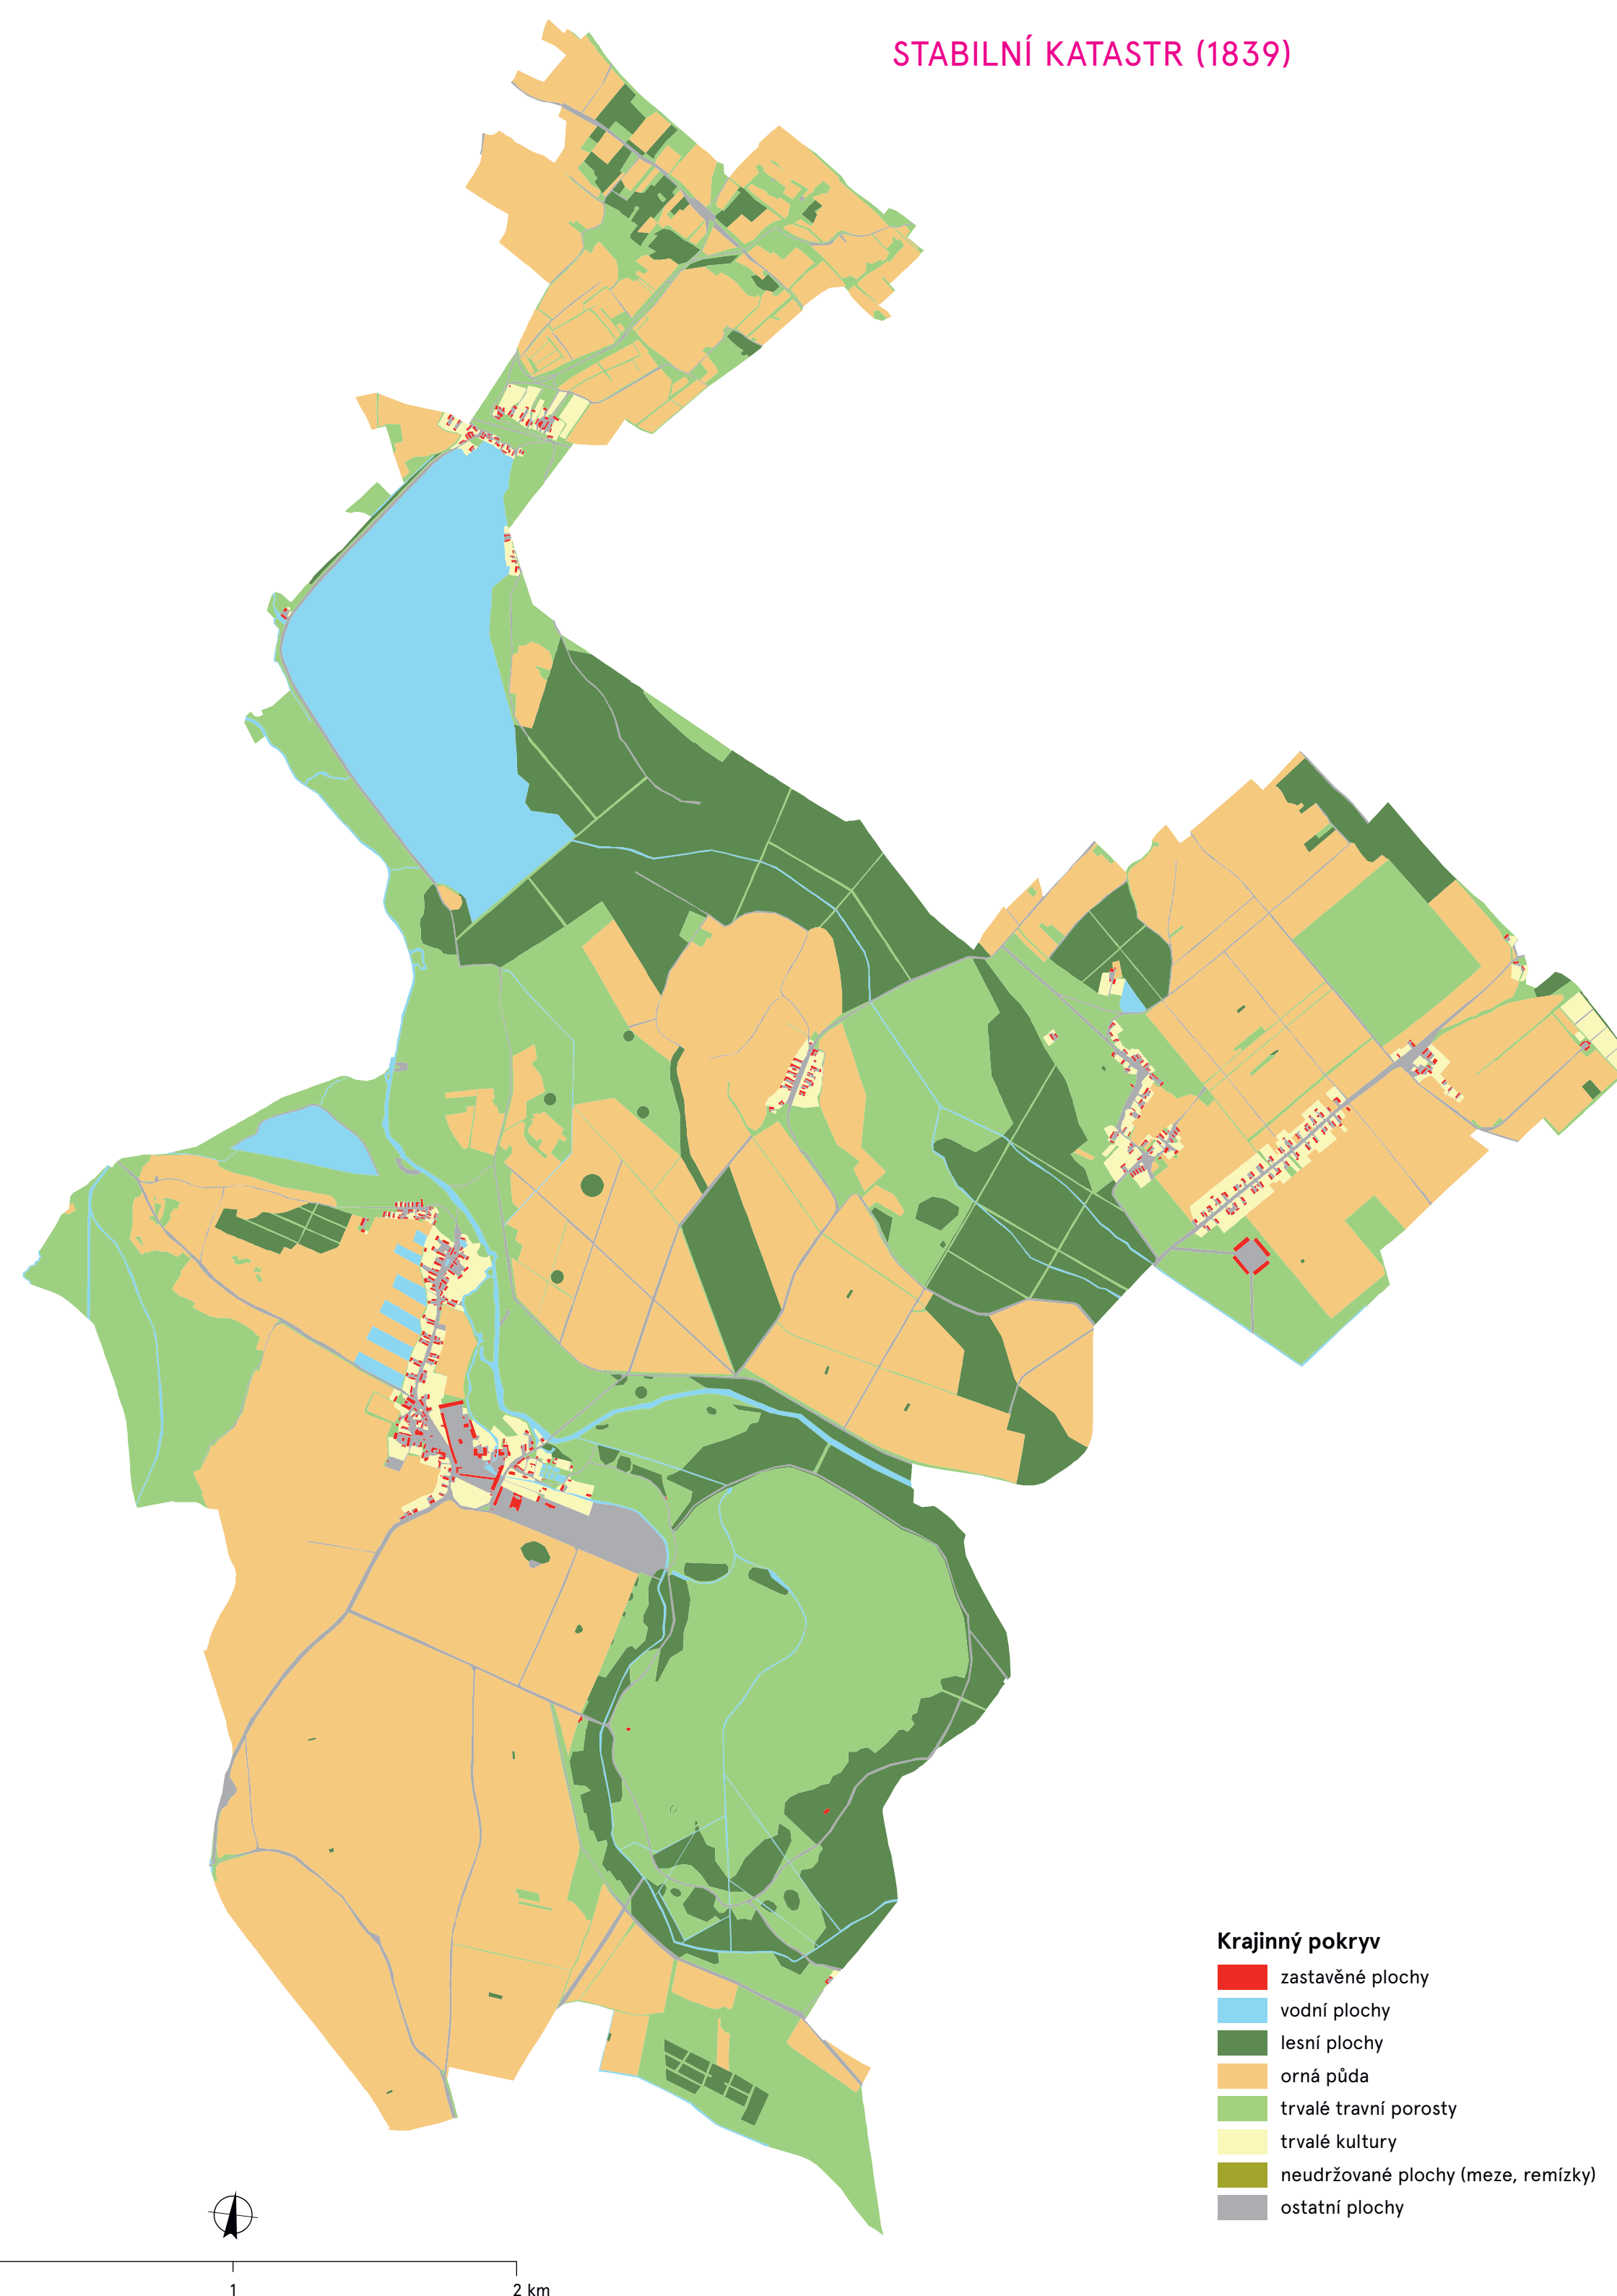 STABILNÍ KATASTR (1839)
Krajinný pokryv
zastavěné plochy
vodní plochy
lesní plochy
orná půda
trvalé travní porosty
trvalé kultury
neudržované plochy (meze, remízky)
ostatní plochy
1 2 km